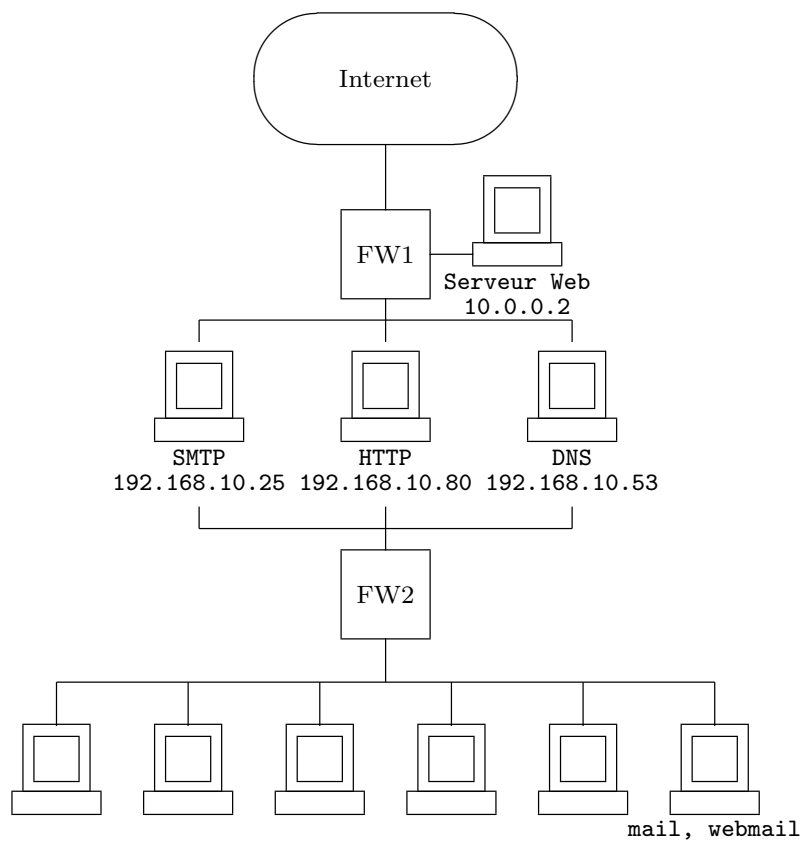 Internet
FW1
Serveur Web
10.0.0.2
SMTP HTTP DNS
192.168.10.25 192.168.10.80 192.168.10.53
FW2
mail, webmail